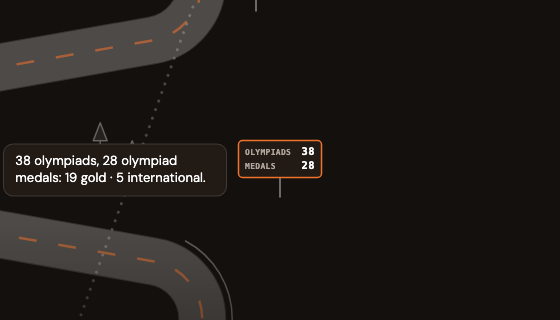 38 olympiads, 28 olympiad
medals: 19 gold · 5 international.
OLYMPIADS 38
MEDALS 28